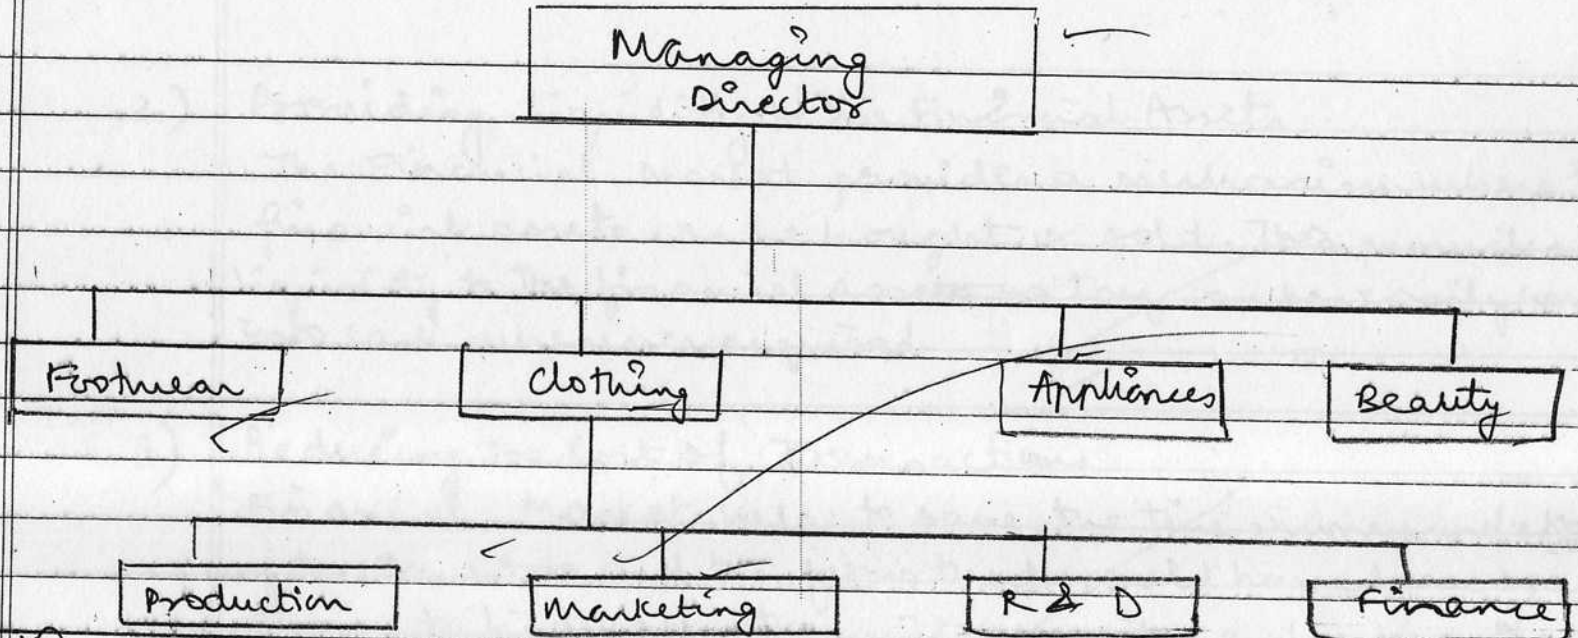 Managing
Director
Footwear
Clothing
Appliances
Beauty
Production
Marketing
R & D
Finance